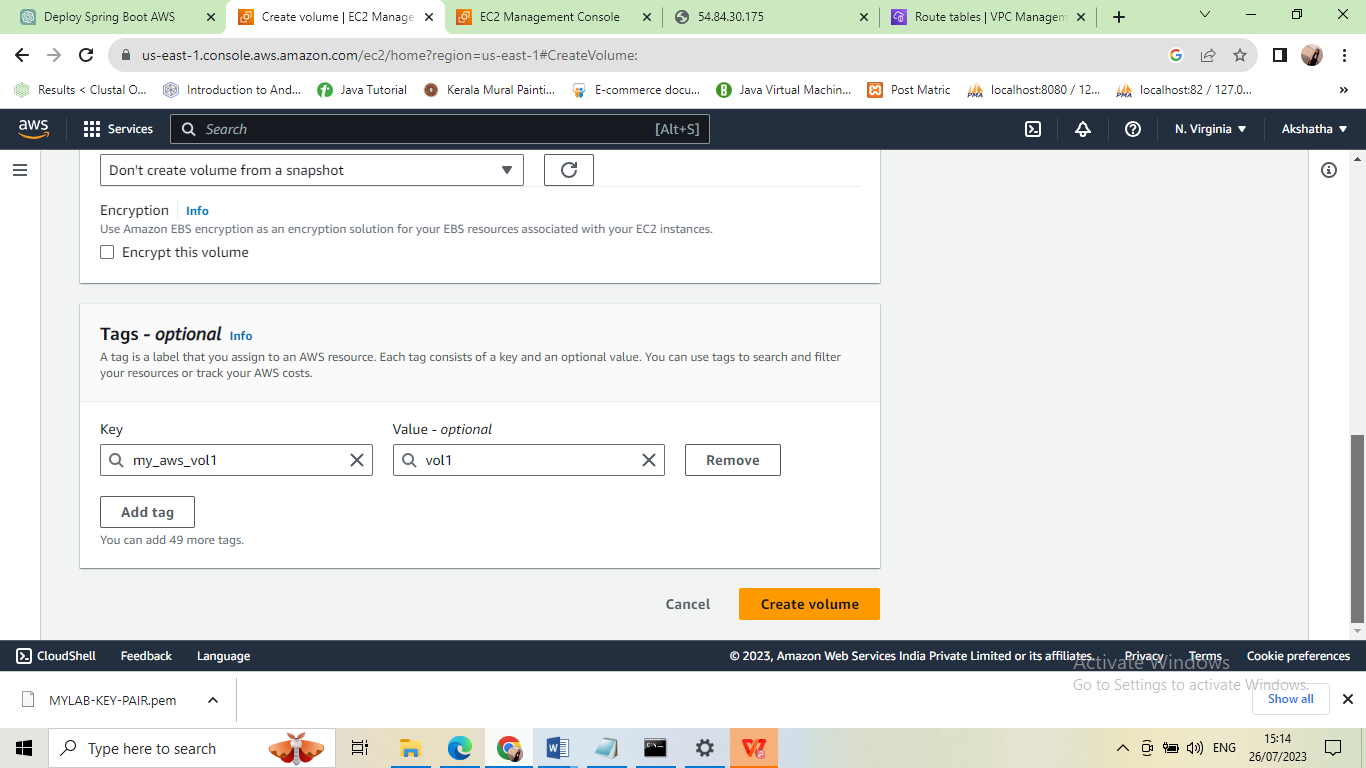 Deploy Spring Boot AWS
Create volume | EC2 Manage
EC2 Management Console
54.84.30.175
Route tables | VPC Managem
us-east-1.console.aws.amazon.com/ec2/home?region=us-east-1#CreateVolume:
Results < Clustal O...
Introduction to And...
Java Tutorial
Kerala Mural Painti...
E-commerce docu...
Java Virtual Machin...
Post Matric
localhost:8080 / 12...
localhost:82 / 127.0...
aws
Services
Search
[Alt+S]
N. Virginia
Akshatha
Don't create volume from a snapshot
Encryption
Info
Use Amazon EBS encryption as an encryption solution for your EBS resources associated with your EC2 instances.
Encrypt this volume
Tags - optional Info
A tag is a label that you assign to an AWS resource. Each tag consists of a key and an optional value. You can use tags to search and filter
your resources or track your AWS costs.
Key
Value - optional
my_aws_vol1
vol1
Remove
Add tag
You can add 49 more tags.
Cancel
Create volume
CloudShell
Feedback
Language
© 2023, Amazon Web Services India Private Limited or its affiliates.
Privacy
Terms
Cookie preferences
Activate Windows
Go to Settings to activate Windows.
MYLAB-KEY-PAIR.pem
Show all
Type here to search
ENG
15:14
26/07/2023